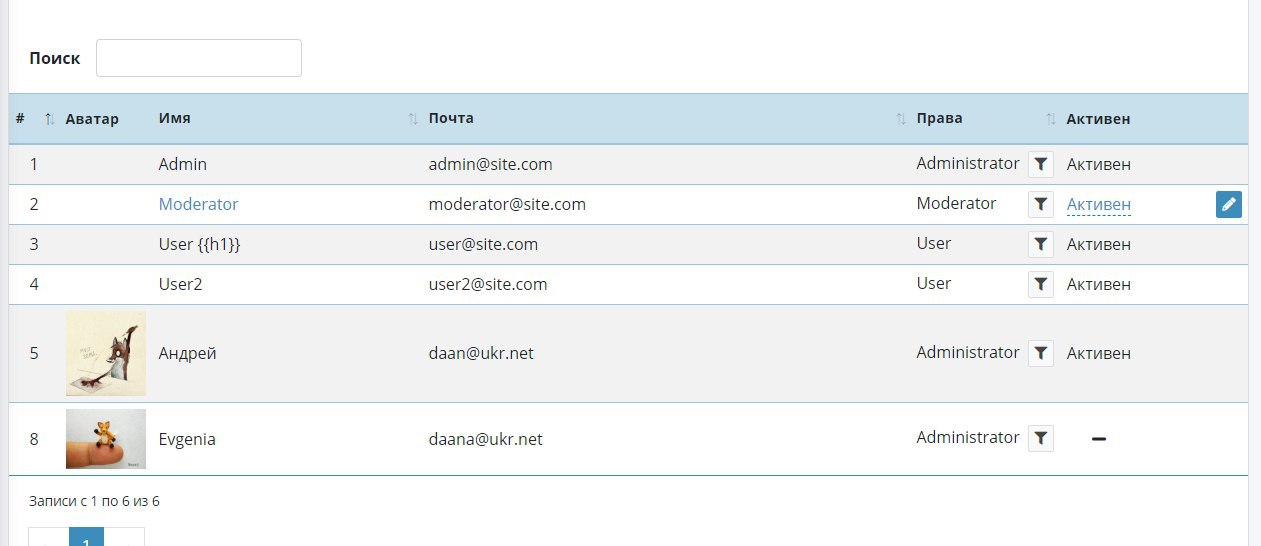 Поиск
# Аватар Имя Почта Права Активен
1 Admin admin@site.com Administrator Активен
2 Moderator moderator@site.com Moderator Активен
3 User {{h1}} user@site.com User Активен
4 User2 user2@site.com User Активен
5 Андрей daan@ukr.net Administrator Активен
8 Evgenia daana@ukr.net Administrator
Записи с 1 по 6 из 6
1